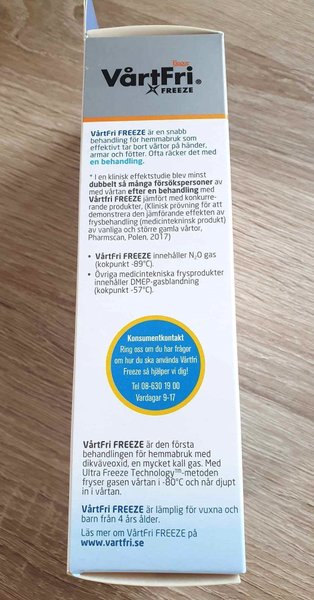 VårtFri®
FREEZE
VårtFri FREEZE är en snabb
behandling för hemmabruk som
effektivt tar bort vårtor på händer,
armar och fötter. Ofta räcker det med
en behandling.
* I en klinisk effektstudie blev minst
dubbelt så många försökspersoner av
med vårtan efter en behandling med
Vårtfri FREEZE jämfört med konkurre-
rande produkter. (Klinisk prövning för att
demonstrera den jämförande effekten av
frysbehandling (medicinteknisk produkt)
av vanliga och större gamla vårtor,
Pharmscan, Polen, 2017)
• VårtFri FREEZE innehåller N₂O gas
(kokpunkt -89°C).
• Övriga medicintekniska frysprodukter
innehåller DMEP-gasblandning
(kokpunkt -57°C).
Konsumentkontakt
Ring oss om du har frågor
om hur du ska använda Vårtfri
Freeze så hjälper vi dig!
Tel 08-630 19 00
Vardagar 9-17
VårtFri FREEZE är den första
behandlingen för hemmabruk med
dikväveoxid, en mycket kall gas. Med
Ultra Freeze Technology™-metoden
fryser gasen vårtan i -80°C och når djupt
in i vårtan.
VårtFri FREEZE är lämplig för vuxna och
barn från 4 års ålder.
Läs mer om VårtFri FREEZE på
www.vartfri.se